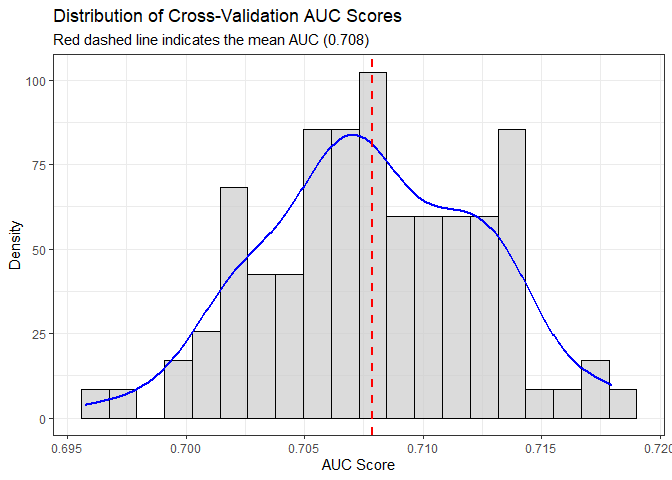 Distribution of Cross-Validation AUC Scores
Red dashed line indicates the mean AUC (0.708)
100
75
50
25
0
Density
0.695 0.700 0.705 0.710 0.715 0.720
AUC Score